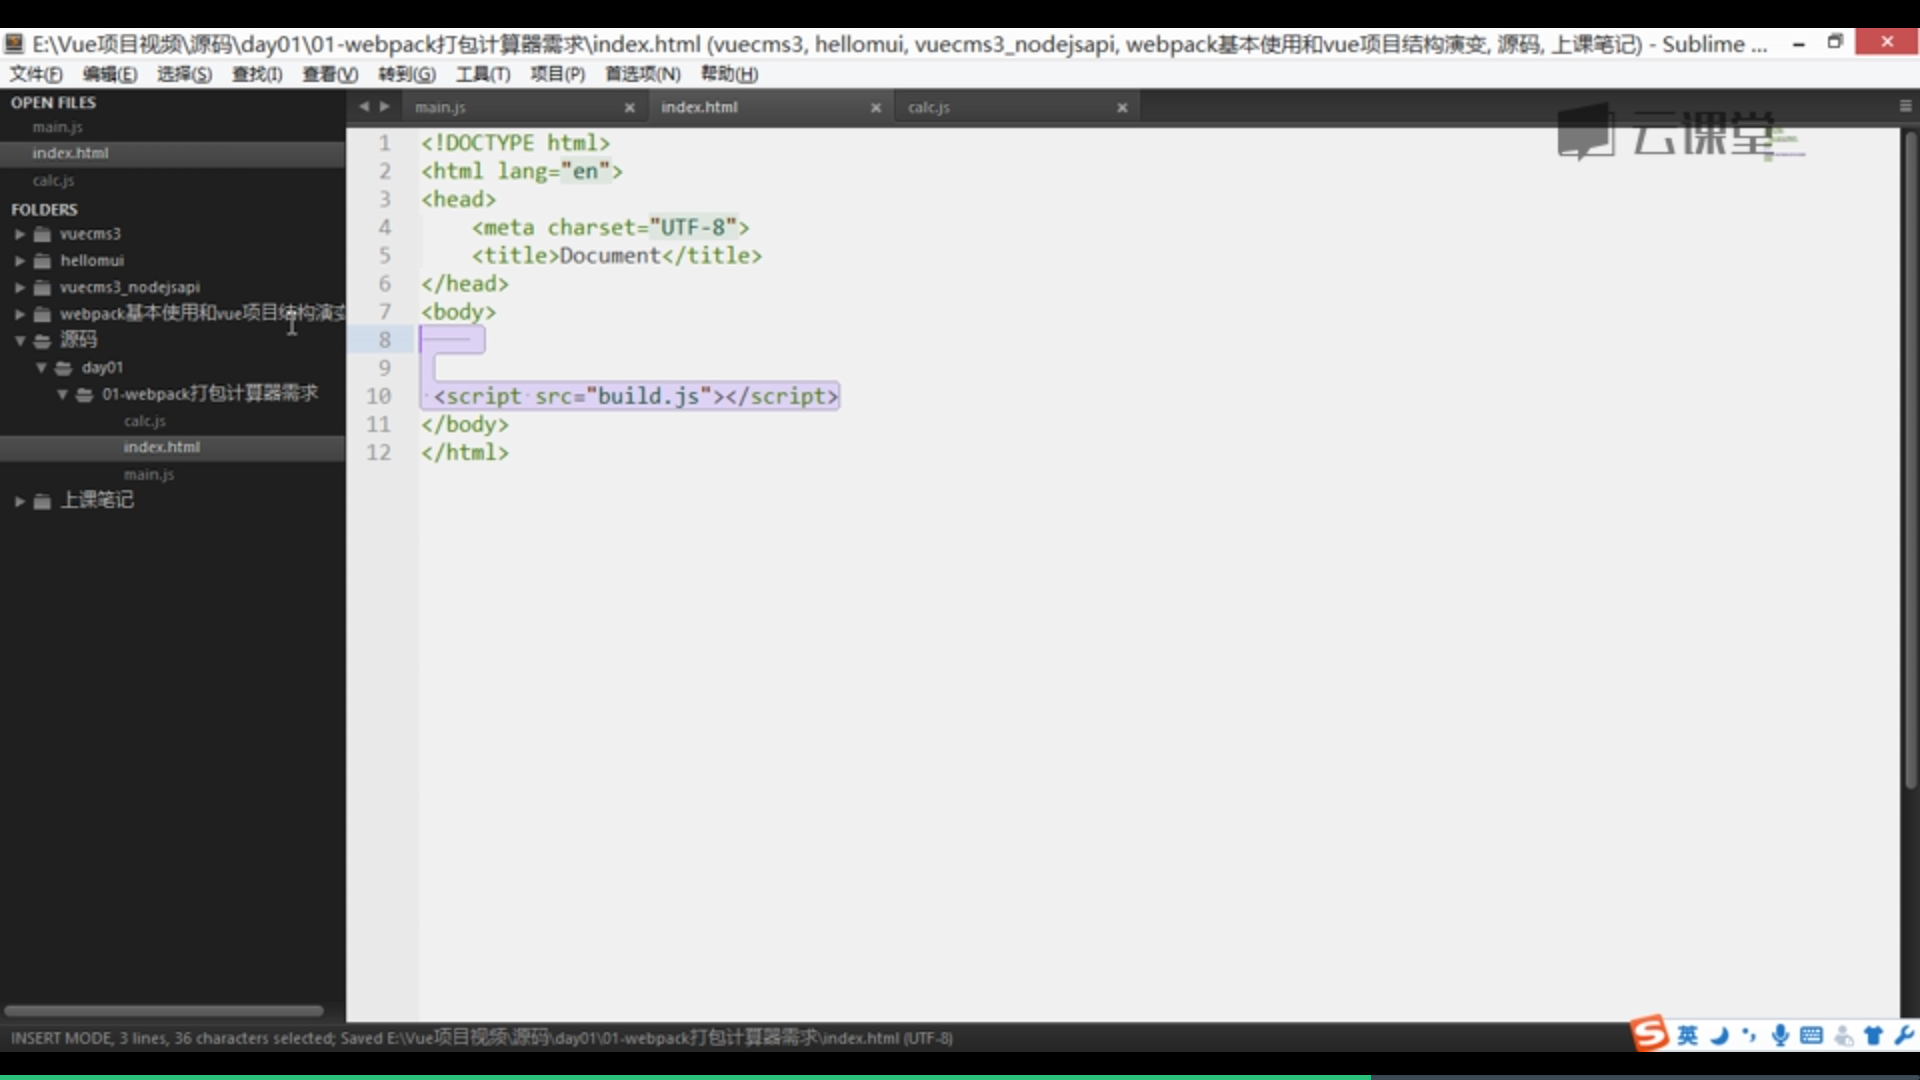 E:\Vue项目视频\源码\day01\01-webpack打包计算器需求\index.html (vuecms3, hellomui, vuecms3_nodejsapi, webpack基本使用和vue项目结构演变, 源码, 上课笔记) - Sublime ...
文件(F) 编辑(E) 选择(S) 查找(I) 查看(V) 转到(G) 工具(T) 项目(P) 首选项(N) 帮助(H)
OPEN FILES
main.js
index.html
calc.js
FOLDERS
vuecms3
hellomui
vuecms3_nodejsapi
webpack基本使用和vue项目结构演变
源码
day01
01-webpack打包计算器需求
calc.js
index.html
main.js
上课笔记
main.js index.html calc.js
云课堂
1 <!DOCTYPE html>
2 <html lang="en">
3 <head>
4 <meta charset="UTF-8">
5 <title>Document</title>
6 </head>
7 <body>
8
9
10 <script src="build.js"></script>
11 </body>
12 </html>
INSERT MODE, 3 lines, 36 characters selected; Saved E:\Vue项目视频\源码\day01\01-webpack打包计算器需求\index.html (UTF-8)
英